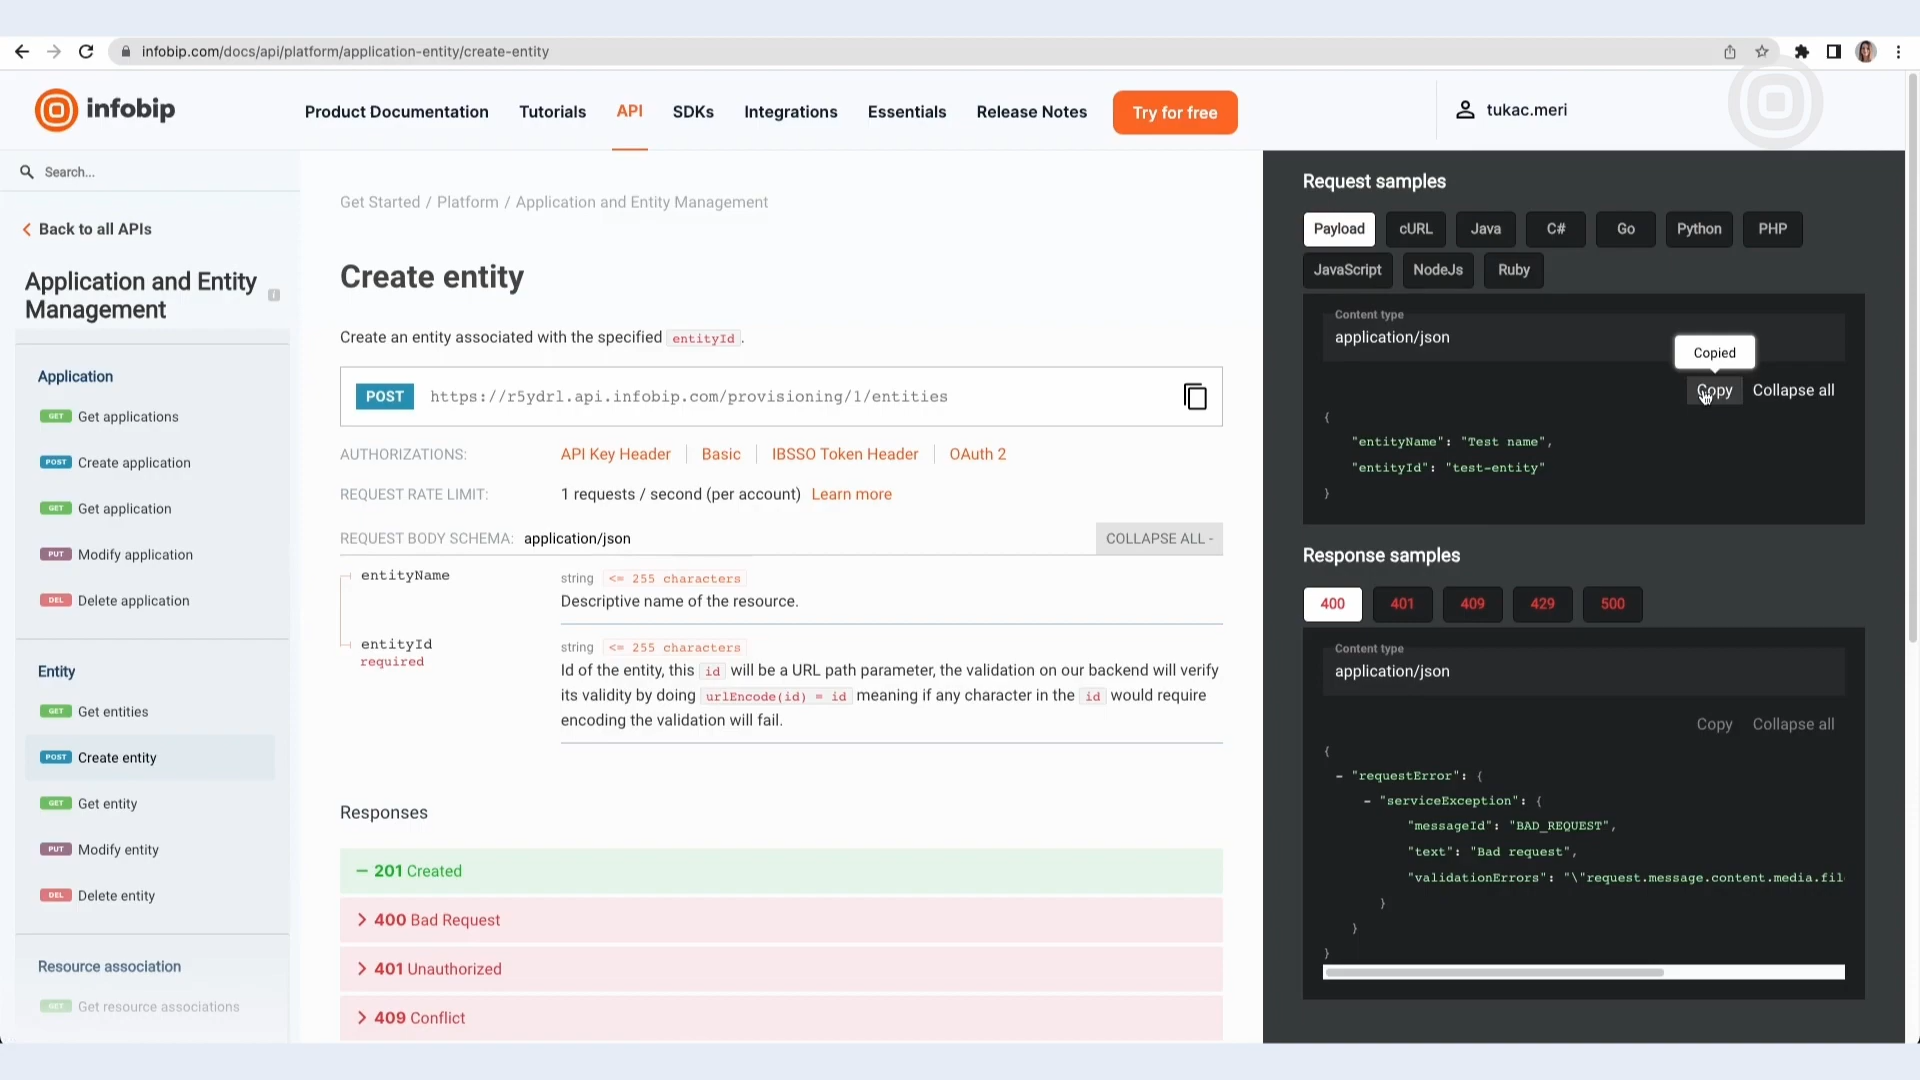 infobip.com/docs/api/platform/application-entity/create-entity
infobip
Product Documentation
Tutorials
API
SDKs
Integrations
Essentials
Release Notes
Try for free
tukac.meri
Search...
Back to all APIs
Application and Entity
Management
Application
GET Get applications
POST Create application
GET Get application
PUT Modify application
DEL Delete application
Entity
GET Get entities
POST Create entity
GET Get entity
PUT Modify entity
DEL Delete entity
Resource association
GET Get resource associations
Get Started / Platform / Application and Entity Management
Create entity
Create an entity associated with the specified entityId.
POST https://r5ydrl.api.infobip.com/provisioning/1/entities
AUTHORIZATIONS: API Key Header Basic IBSSO Token Header OAuth 2
REQUEST RATE LIMIT: 1 requests / second (per account) Learn more
REQUEST BODY SCHEMA: application/json COLLAPSE ALL -
entityName string <= 255 characters
Descriptive name of the resource.
entityId string <= 255 characters
required
Id of the entity, this id will be a URL path parameter, the validation on our backend will verify
its validity by doing urlEncode(id) = id meaning if any character in the id would require
encoding the validation will fail.
Responses
201 Created
400 Bad Request
401 Unauthorized
409 Conflict
Request samples
Payload cURL Java C# Go Python PHP
JavaScript NodeJs Ruby
Content type
application/json
Copied
Copy Collapse all
{
"entityName": "Test name",
"entityId": "test-entity"
}
Response samples
400 401 409 429 500
Content type
application/json
Copy Collapse all
{
- "requestError": {
- "serviceException": {
"messageId": "BAD_REQUEST",
"text": "Bad request",
"validationErrors": "\"request.message.content.media.fil
}
}
}